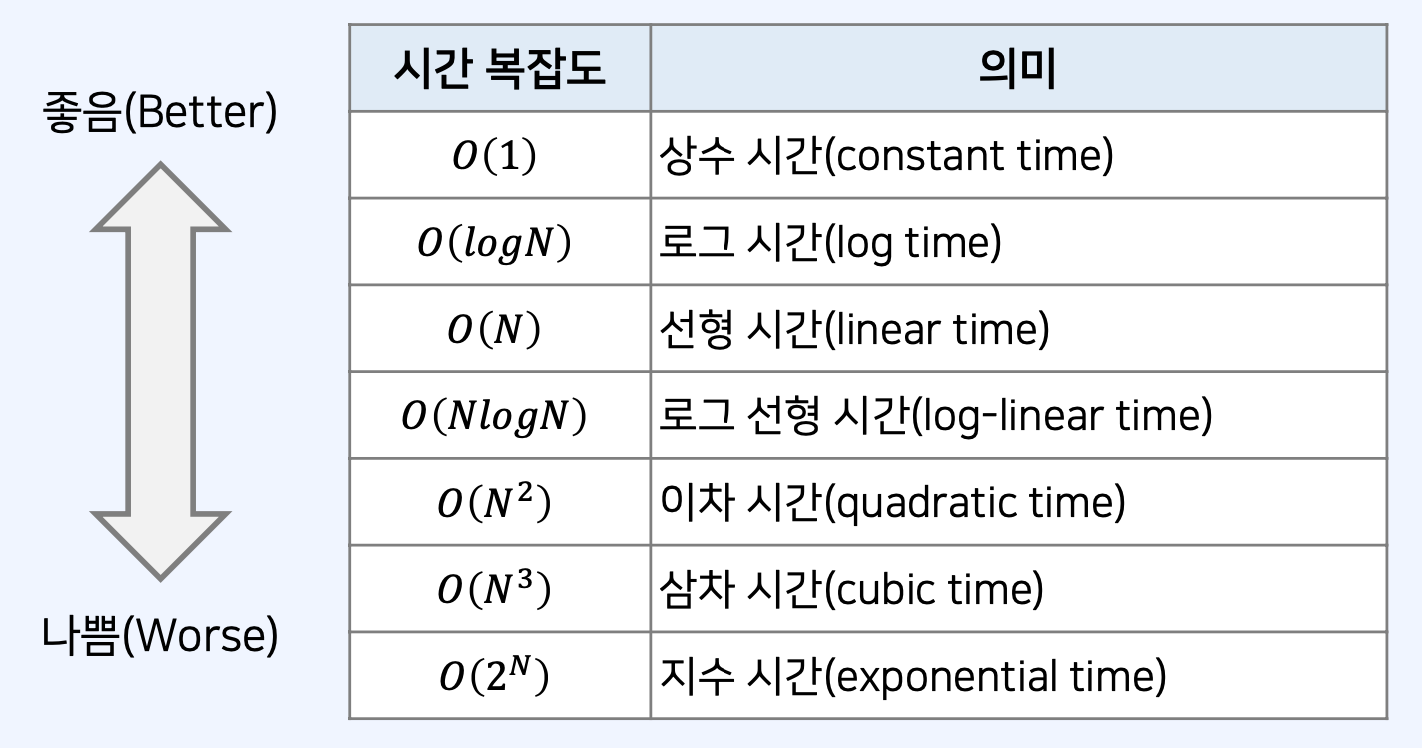 좋음(Better)
나쁨(Worse)
시간 복잡도 의미
O(1) 상수 시간(constant time)
O(logN) 로그 시간(log time)
O(N) 선형 시간(linear time)
O(NlogN) 로그 선형 시간(log-linear time)
O(N²) 이차 시간(quadratic time)
O(N³) 삼차 시간(cubic time)
O(2ᴺ) 지수 시간(exponential time)